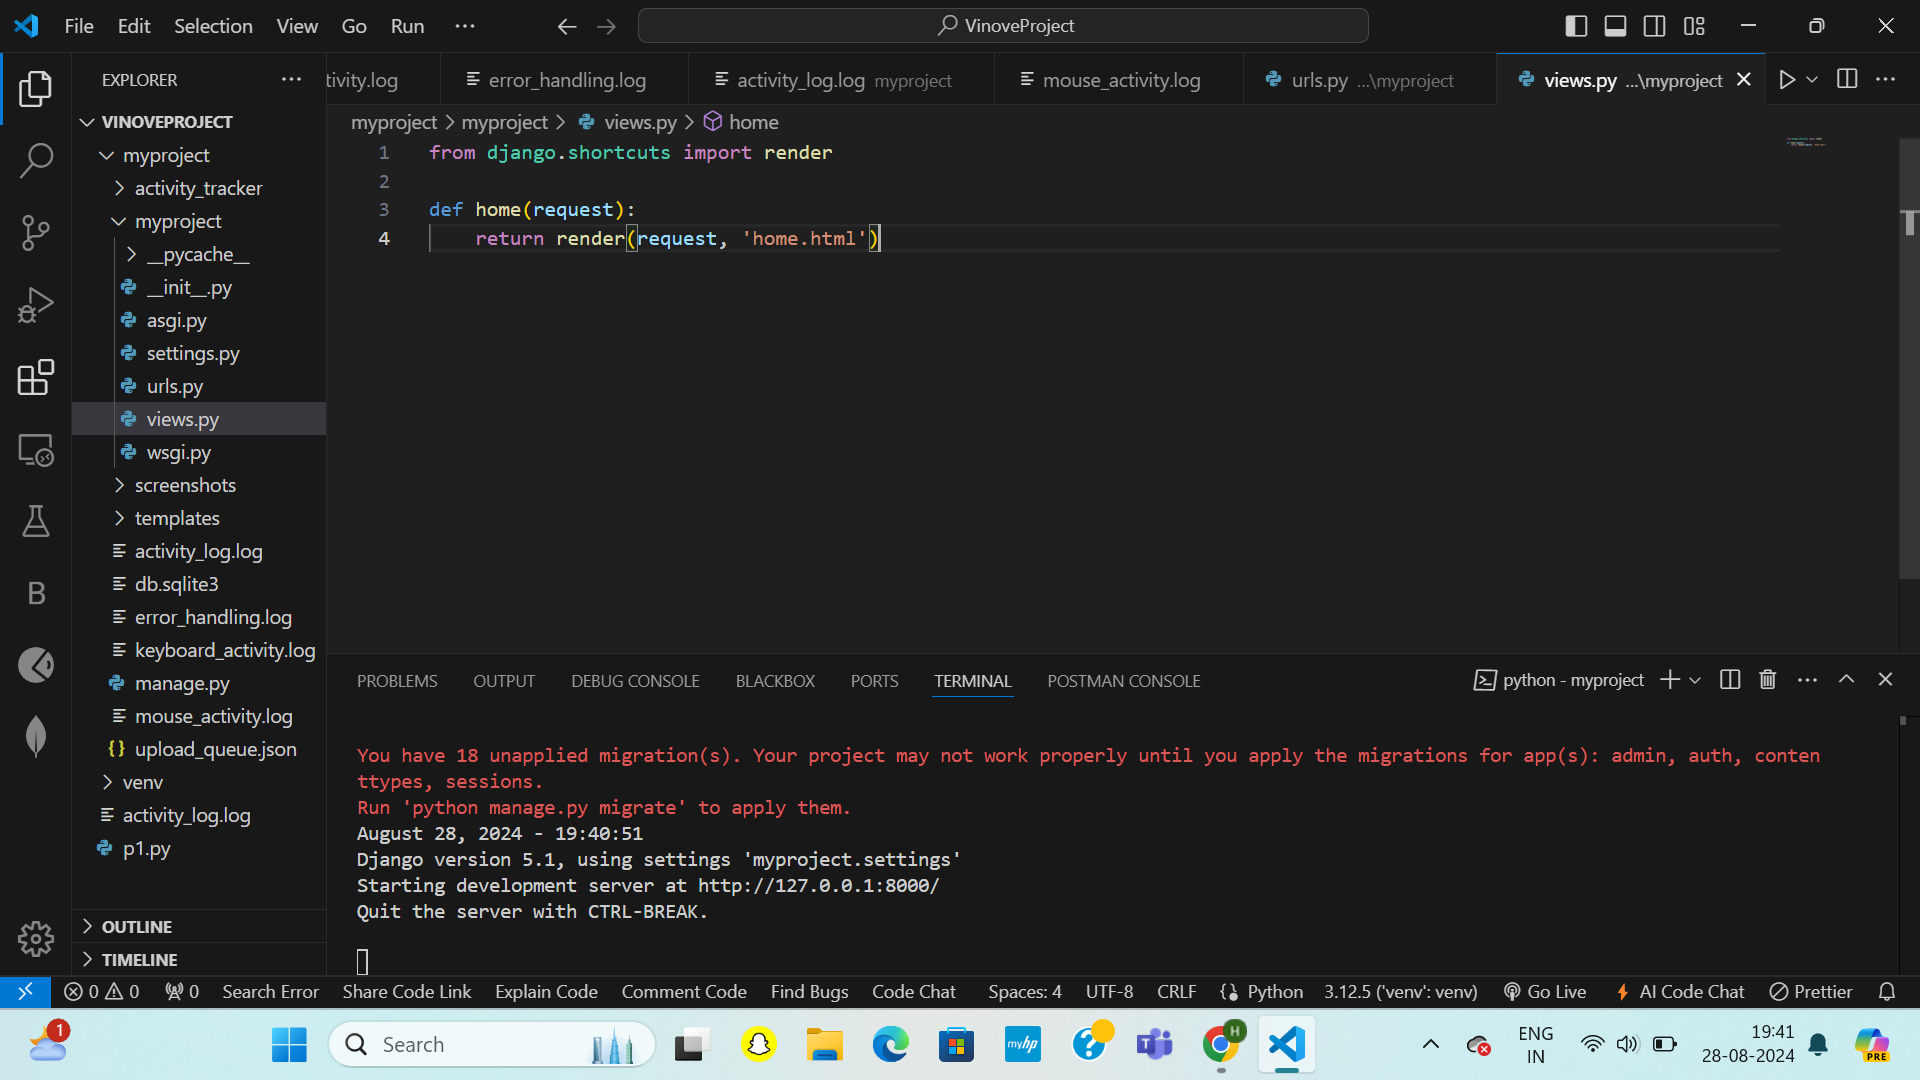 File Edit Selection View Go Run ··· VinoveProject
EXPLORER ···
tivity.log error_handling.log activity_log.log myproject mouse_activity.log urls.py ...\myproject views.py ...\myproject
VINOVEPROJECT
myproject
activity_tracker
myproject
__pycache__
__init__.py
asgi.py
settings.py
urls.py
views.py
wsgi.py
screenshots
templates
activity_log.log
db.sqlite3
error_handling.log
keyboard_activity.log
manage.py
mouse_activity.log
upload_queue.json
venv
activity_log.log
p1.py
OUTLINE
TIMELINE
myproject > myproject > views.py > home
1 from django.shortcuts import render
2
3 def home(request):
4 return render(request, 'home.html')
PROBLEMS OUTPUT DEBUG CONSOLE BLACKBOX PORTS TERMINAL POSTMAN CONSOLE python - myproject
You have 18 unapplied migration(s). Your project may not work properly until you apply the migrations for app(s): admin, auth, conten
ttypes, sessions.
Run 'python manage.py migrate' to apply them.
August 28, 2024 - 19:40:51
Django version 5.1, using settings 'myproject.settings'
Starting development server at http://127.0.0.1:8000/
Quit the server with CTRL-BREAK.
0 0 0 Search Error Share Code Link Explain Code Comment Code Find Bugs Code Chat Spaces: 4 UTF-8 CRLF Python 3.12.5 ('venv': venv) Go Live AI Code Chat Prettier
1 Search myhp H ENG 19:41
IN 28-08-2024 PRE